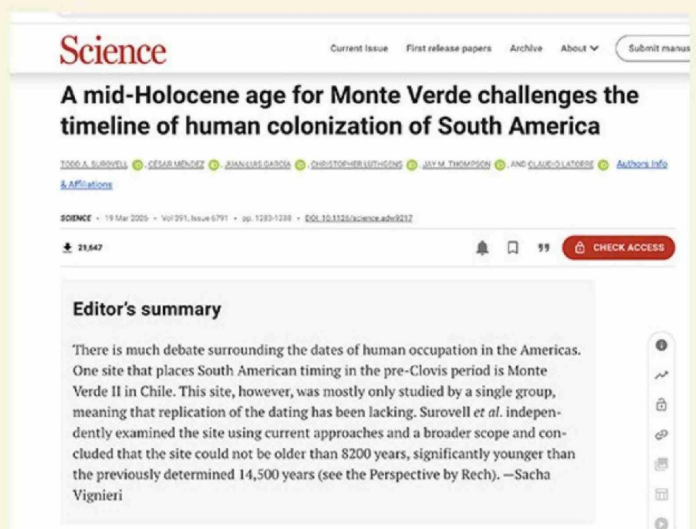 Science
Current Issue First release papers Archive About Submit manus
A mid-Holocene age for Monte Verde challenges the
timeline of human colonization of South America
TODD A. SUROVELL, CÉSAR MÉNDEZ, JUAN-LUIS GARCÍA, CHRISTOPHER LÜTHGENS, JAY M. THOMPSON, AND CLAUDIO LATORRE Authors Info
& Affiliations
SCIENCE • 19 Mar 2026 • Vol 391, Issue 6791 • pp. 1283-1288 • DOI: 10.1126/science.adw9217
21,647
CHECK ACCESS
Editor's summary
There is much debate surrounding the dates of human occupation in the Americas.
One site that places South American timing in the pre-Clovis period is Monte
Verde II in Chile. This site, however, was mostly only studied by a single group,
meaning that replication of the dating has been lacking. Surovell et al. indepen-
dently examined the site using current approaches and a broader scope and con-
cluded that the site could not be older than 8200 years, significantly younger than
the previously determined 14,500 years (see the Perspective by Rech). —Sacha
Vignieri